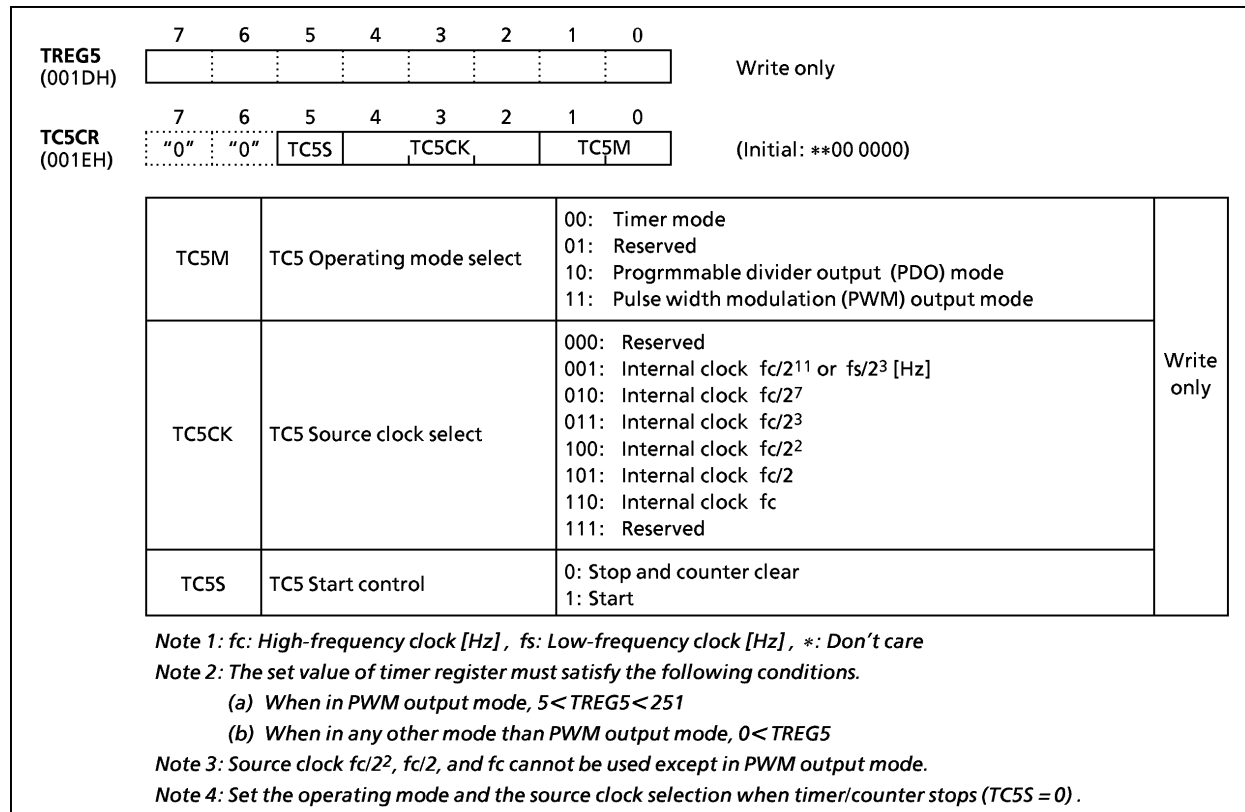 7 6 5 4 3 2 1 0
TREG5
(001DH)
Write only
7 6 5 4 3 2 1 0
TC5CR
(001EH)
"0" "0" TC5S TC5CK TC5M
(Initial: **00 0000)
TC5M
TC5 Operating mode select
00: Timer mode
01: Reserved
10: Progrmmable divider output (PDO) mode
11: Pulse width modulation (PWM) output mode
TC5CK
TC5 Source clock select
000: Reserved
001: Internal clock fc/2¹¹ or fs/2³ [Hz]
010: Internal clock fc/2⁷
011: Internal clock fc/2³
100: Internal clock fc/2²
101: Internal clock fc/2
110: Internal clock fc
111: Reserved
TC5S
TC5 Start control
0: Stop and counter clear
1: Start
Write
only
Note 1: fc: High-frequency clock [Hz] , fs: Low-frequency clock [Hz] , *: Don't care
Note 2: The set value of timer register must satisfy the following conditions.
(a) When in PWM output mode, 5<TREG5<251
(b) When in any other mode than PWM output mode, 0<TREG5
Note 3: Source clock fc/2², fc/2, and fc cannot be used except in PWM output mode.
Note 4: Set the operating mode and the source clock selection when timer/counter stops (TC5S = 0) .